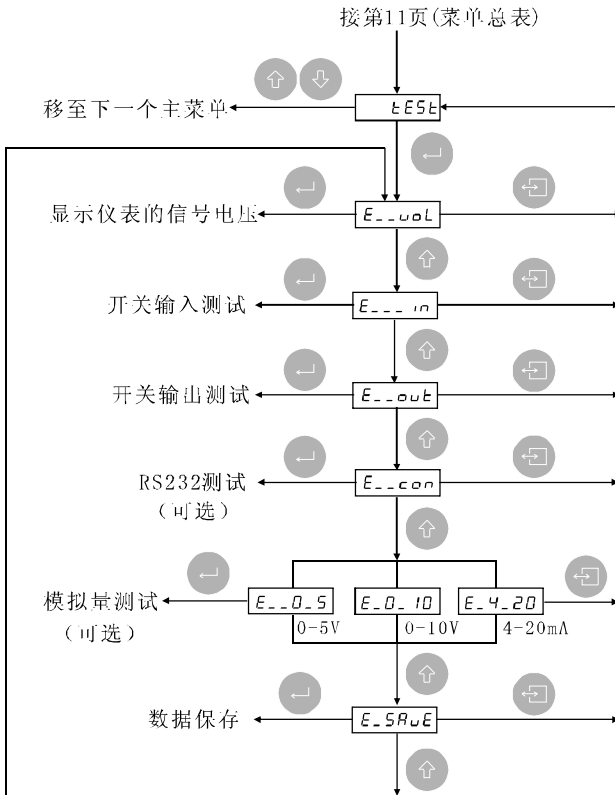 接第11页(菜单总表)
移至下一个主菜单
tESt
显示仪表的信号电压
E__voL
开关输入测试
E___in
开关输出测试
E__out
RS232测试
(可选)
E__con
模拟量测试
(可选)
E__0_5
E_0_10
E_4_20
0-5V
0-10V
4-20mA
数据保存
E_SAvE